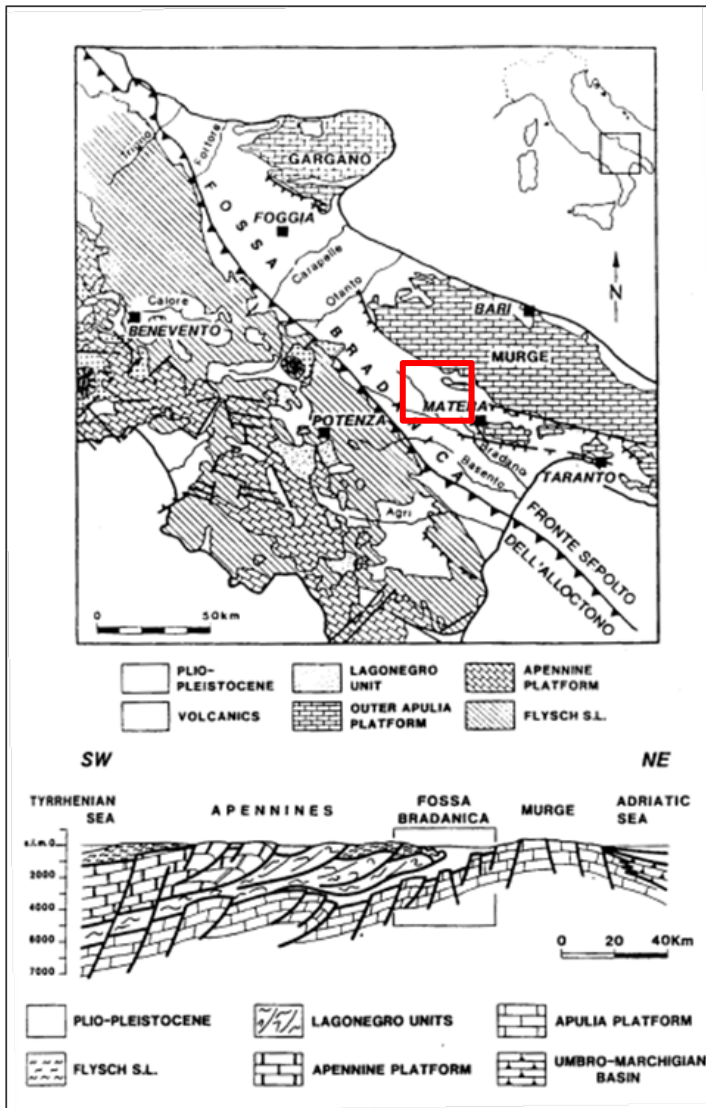 GARGANO
Trigno
Fortore
FOSSA
FOGGIA
Carapelle
Ofanto
N
Calore
BENEVENTO
BARI
MURGE
BRADANICA
MATERA
POTENZA
Bradano
Basento
TARANTO
Agri
FRONTE SEPOLTO
DELL'ALLOCTONO
0 50km
PLIO-
PLEISTOCENE
LAGONEGRO
UNIT
APENNINE
PLATFORM
VOLCANICS
OUTER APULIA
PLATFORM
FLYSCH S.L.
SW
NE
TYRRHENIAN
SEA
APENNINES
FOSSA
BRADANICA
MURGE
ADRIATIC
SEA
s.l.m. 0
2000
4000
6000
7000
0 20 40Km
PLIO-PLEISTOCENE
LAGONEGRO UNITS
APULIA PLATFORM
FLYSCH S.L.
APENNINE PLATFORM
UMBRO-MARCHIGIAN
BASIN